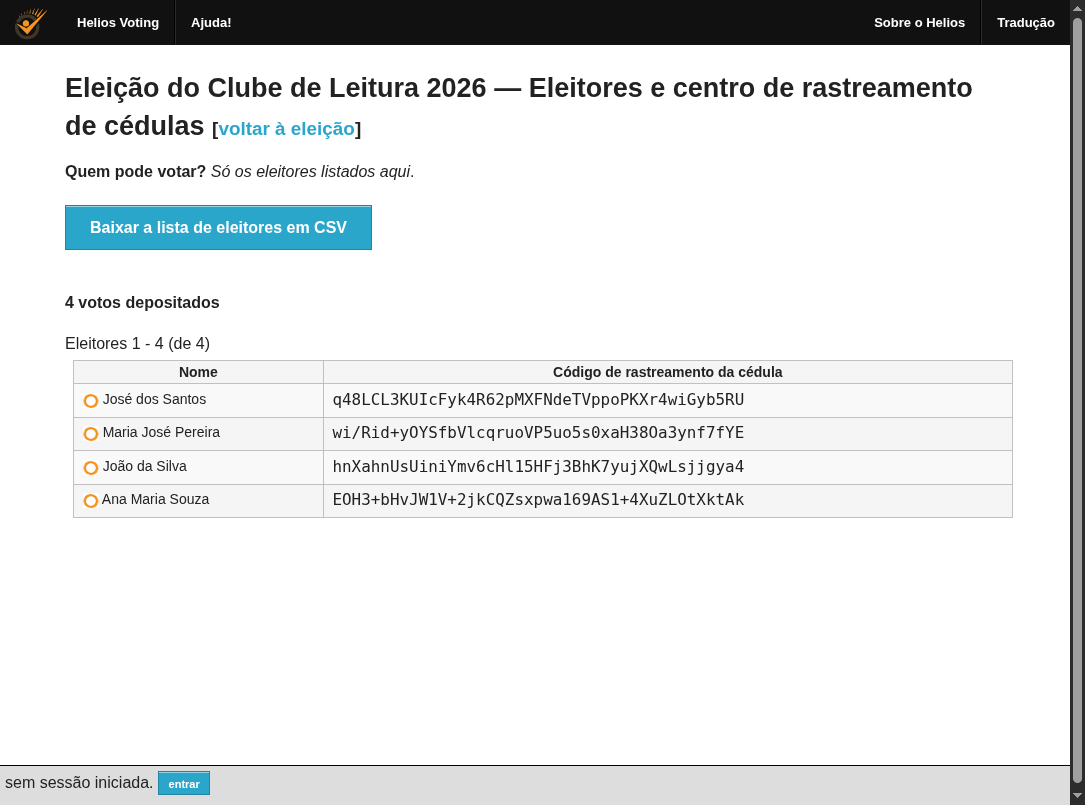 Helios Voting Ajuda! Sobre o Helios Tradução
Eleição do Clube de Leitura 2026 — Eleitores e centro de rastreamento
de cédulas [voltar à eleição]
Quem pode votar? Só os eleitores listados aqui.
Baixar a lista de eleitores em CSV
4 votos depositados
Eleitores 1 - 4 (de 4)
Nome Código de rastreamento da cédula
José dos Santos q48LCL3KUIcFyk4R62pMXFNdeTVppoPKXr4wiGyb5RU
Maria José Pereira wi/Rid+yOYSfbVlcqruoVP5uo5s0xaH38Oa3ynf7fYE
João da Silva hnXahnUsUiniYmv6cHl15HFj3BhK7yujXQwLsjjgya4
Ana Maria Souza EOH3+bHvJW1V+2jkCQZsxpwa169AS1+4XuZLOtXktAk
sem sessão iniciada. entrar